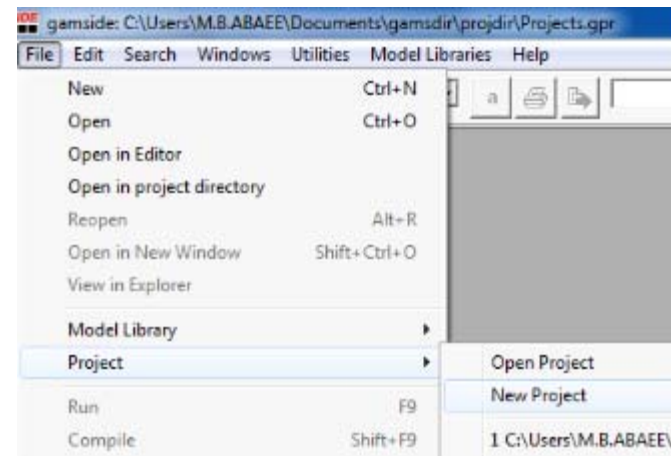 gamside: C:\Users\M.B.ABAEE\Documents\gamsdir\projdir\Projects.gpr
File Edit Search Windows Utilities Model Libraries Help
New Ctrl+N
a
Open Ctrl+O
Open in Editor
Open in project directory
Reopen Alt+R
Open in New Window Shift+Ctrl+O
View in Explorer
Model Library
Project
Open Project
New Project
Run F9
Compile Shift+F9
1 C:\Users\M.B.ABAEE\